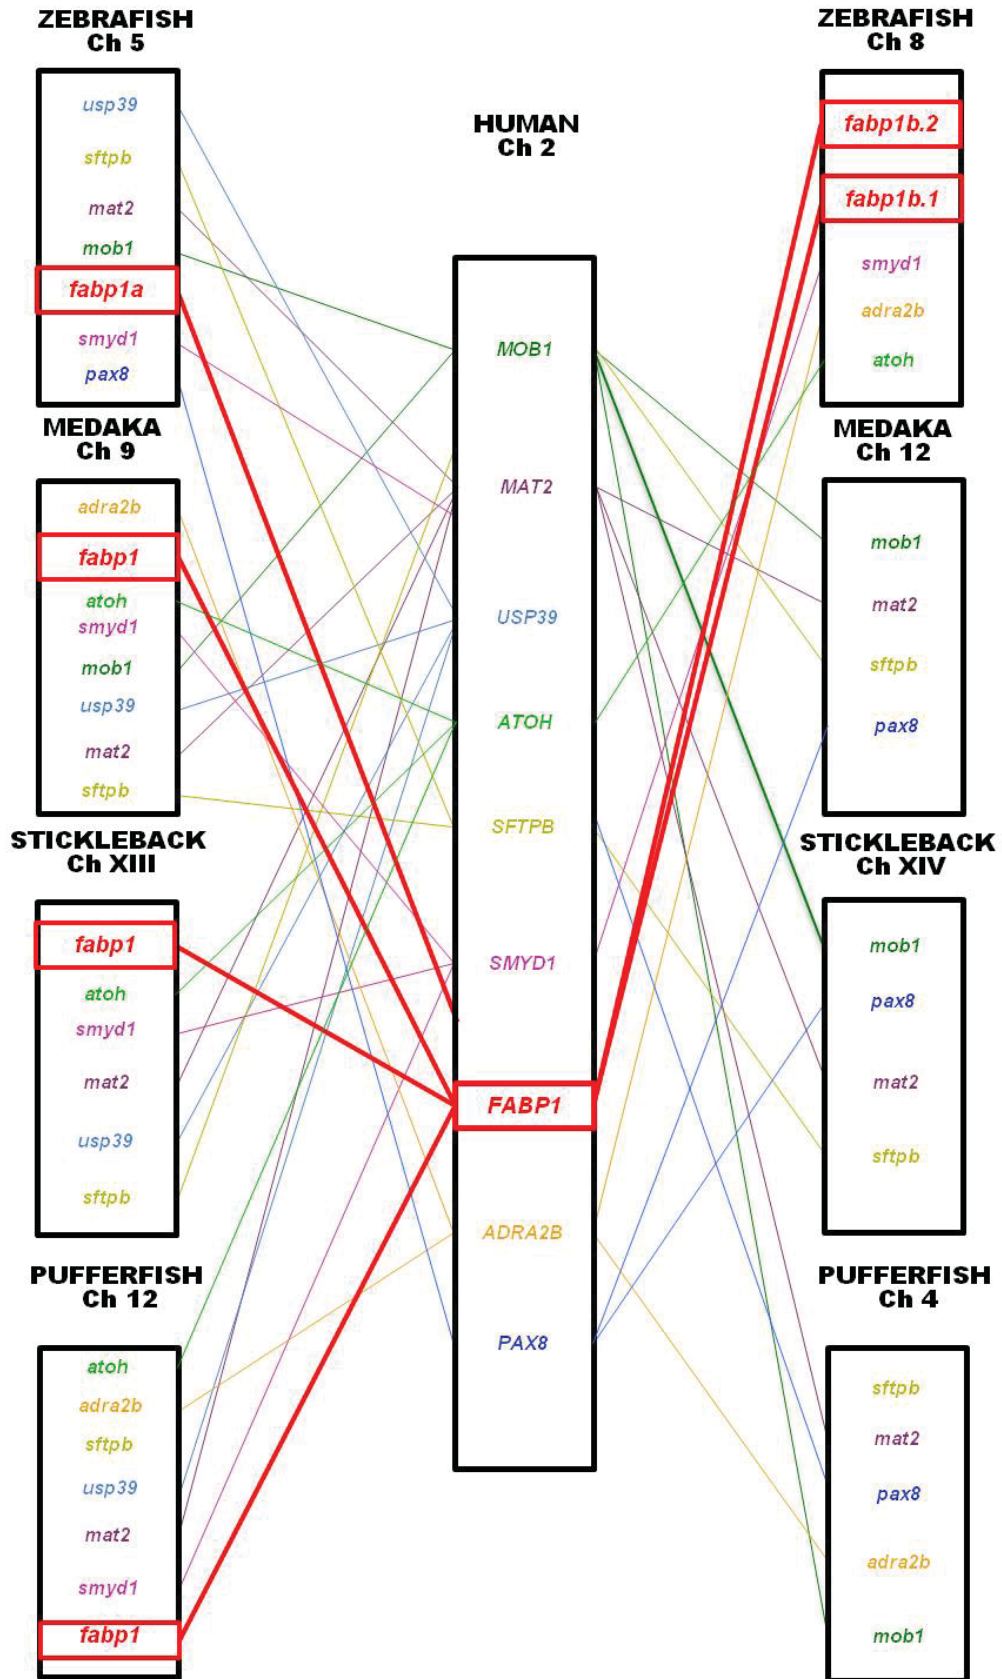 ZEBRAFISH
Ch 5
usp39
sftpb
mat2
mob1
fabp1a
smyd1
pax8
MEDAKA
Ch 9
adra2b
fabp1
atoh
smyd1
mob1
usp39
mat2
sftpb
STICKLEBACK
Ch XIII
fabp1
atoh
smyd1
mat2
usp39
sftpb
PUFFERFISH
Ch 12
atoh
adra2b
sftpb
usp39
mat2
smyd1
fabp1
HUMAN
Ch 2
MOB1
MAT2
USP39
ATOH
SFTPB
SMYD1
FABP1
ADRA2B
PAX8
ZEBRAFISH
Ch 8
fabp1b.2
fabp1b.1
smyd1
adra2b
atoh
MEDAKA
Ch 12
mob1
mat2
sftpb
pax8
STICKLEBACK
Ch XIV
mob1
pax8
mat2
sftpb
PUFFERFISH
Ch 4
sftpb
mat2
pax8
adra2b
mob1